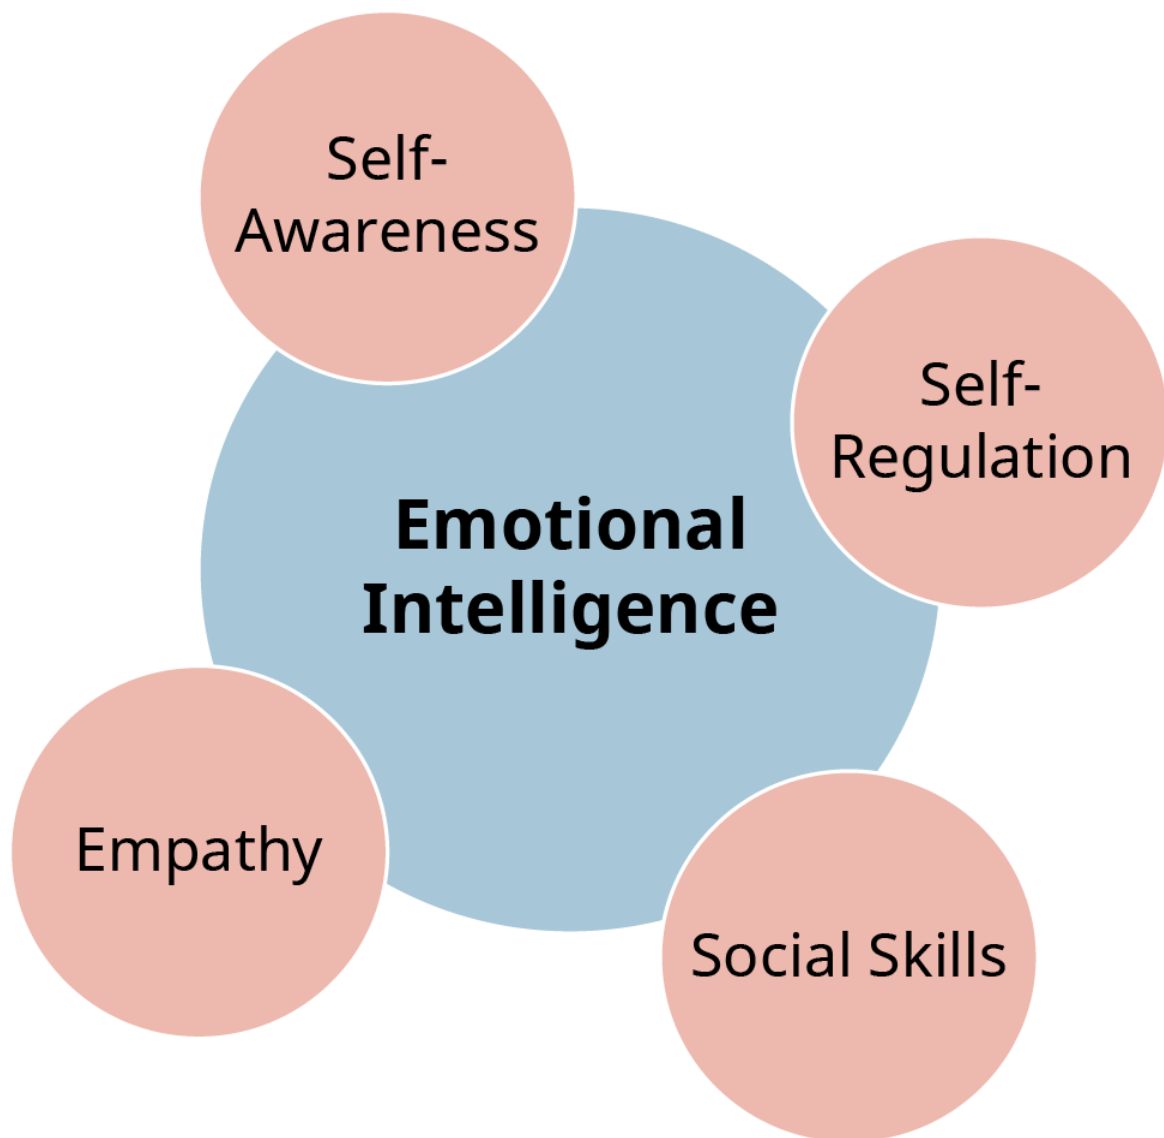 Self-
Awareness
Self-
Regulation
Emotional
Intelligence
Empathy
Social Skills